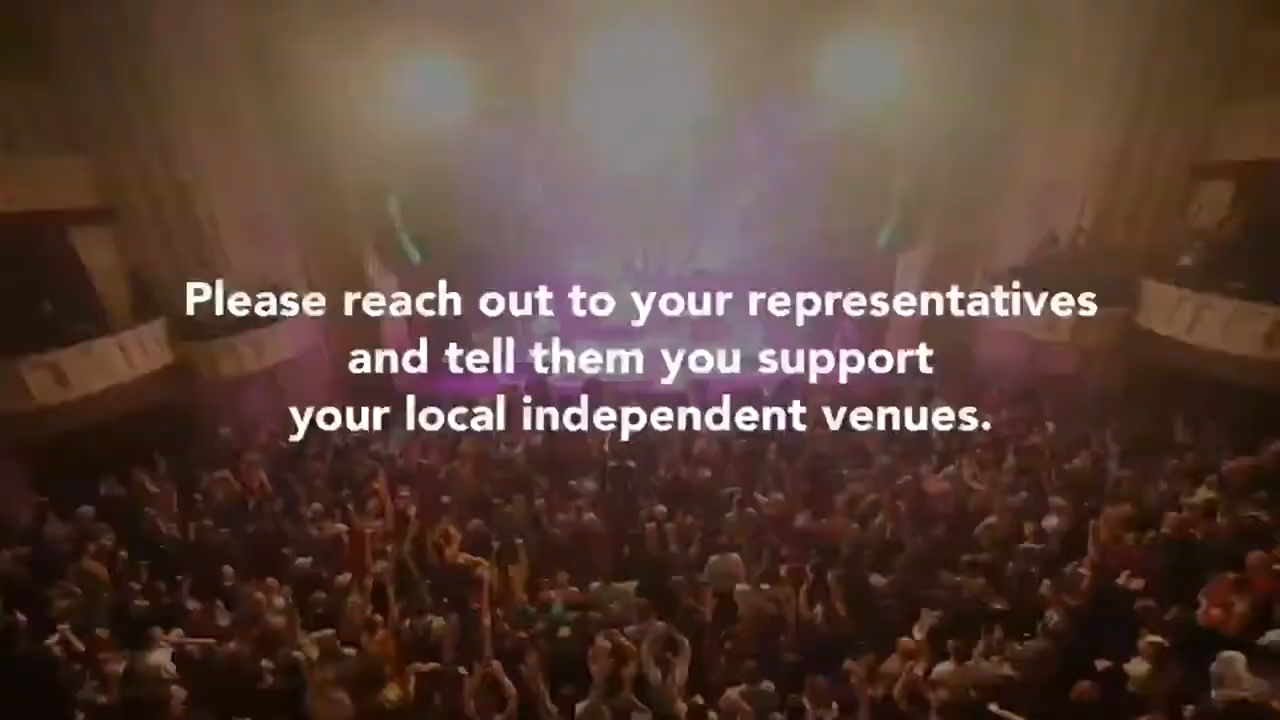 Please reach out to your representatives
and tell them you support
your local independent venues.